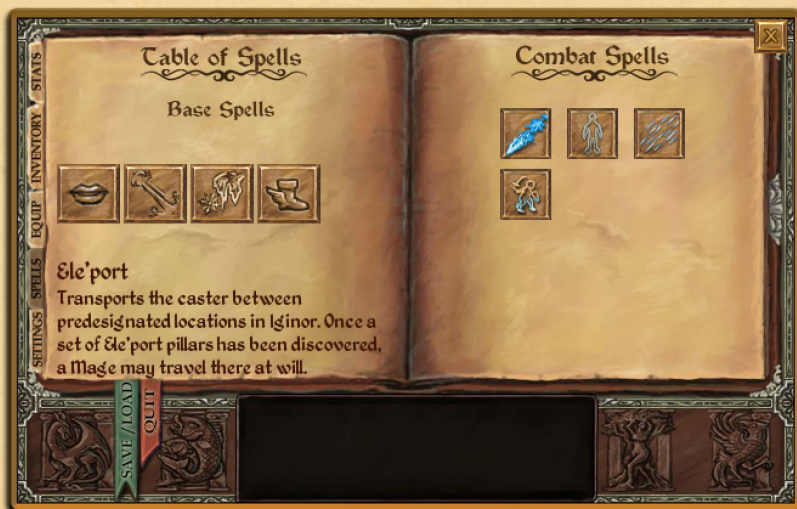 STATS
INVENTORY
EQUIP
SPELLS
SETTINGS
Table of Spells
Base Spells
Ele'port
Transports the caster between
predesignated locations in Iginor. Once a
set of Ele'port pillars has been discovered,
a Mage may travel there at will.
Combat Spells
SAVE / LOAD
QUIT
X